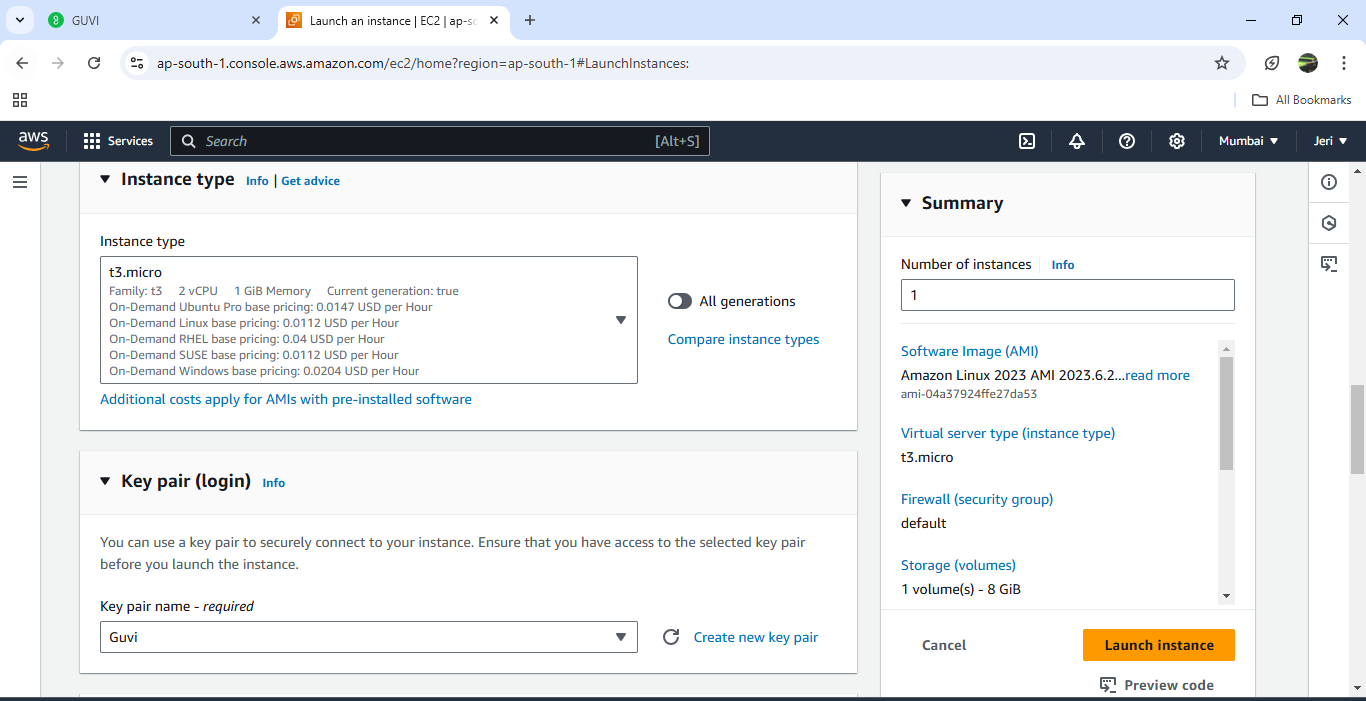 GUVI
Launch an instance | EC2 | ap-sc
ap-south-1.console.aws.amazon.com/ec2/home?region=ap-south-1#LaunchInstances:
All Bookmarks
aws
Services
Search
[Alt+S]
Mumbai
Jeri
Instance type
Info | Get advice
Instance type
t3.micro
Family: t3 2 vCPU 1 GiB Memory Current generation: true
On-Demand Ubuntu Pro base pricing: 0.0147 USD per Hour
On-Demand Linux base pricing: 0.0112 USD per Hour
On-Demand RHEL base pricing: 0.04 USD per Hour
On-Demand SUSE base pricing: 0.0112 USD per Hour
On-Demand Windows base pricing: 0.0204 USD per Hour
All generations
Compare instance types
Additional costs apply for AMIs with pre-installed software
Key pair (login)
Info
You can use a key pair to securely connect to your instance. Ensure that you have access to the selected key pair
before you launch the instance.
Key pair name - required
Guvi
Create new key pair
Summary
Number of instances
Info
1
Software Image (AMI)
Amazon Linux 2023 AMI 2023.6.2...read more
ami-04a37924ffe27da53
Virtual server type (instance type)
t3.micro
Firewall (security group)
default
Storage (volumes)
1 volume(s) - 8 GiB
Cancel
Launch instance
Preview code